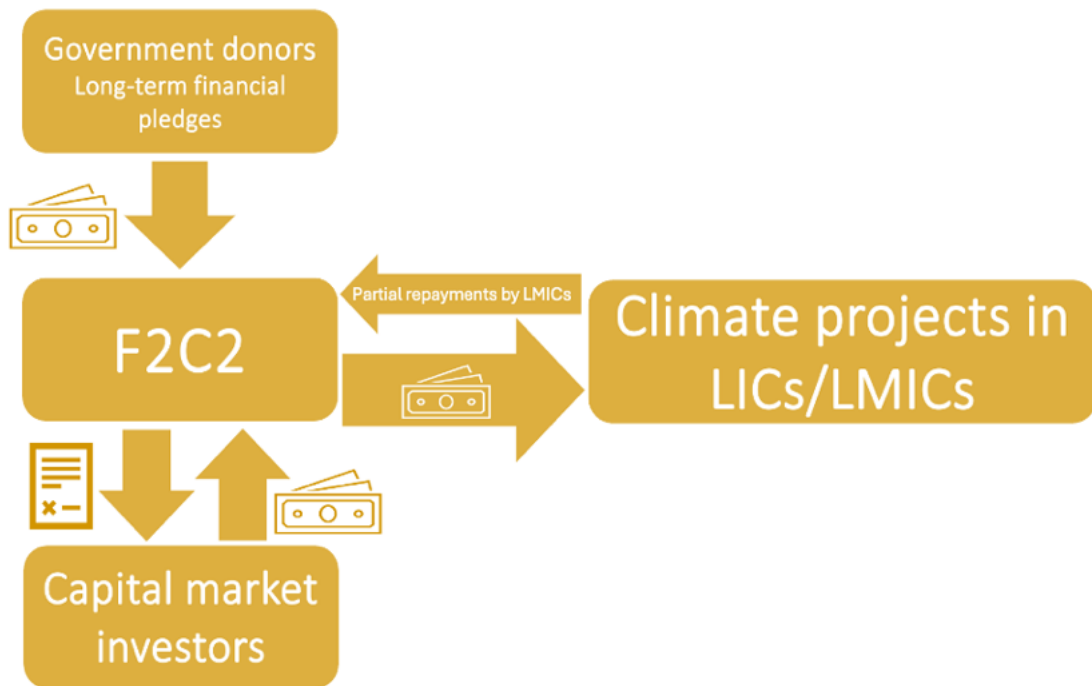 Government donors
Long-term financial
pledges
Partial repayments by LMICs
F2C2
Climate projects in
LICs/LMICs
Capital market
investors